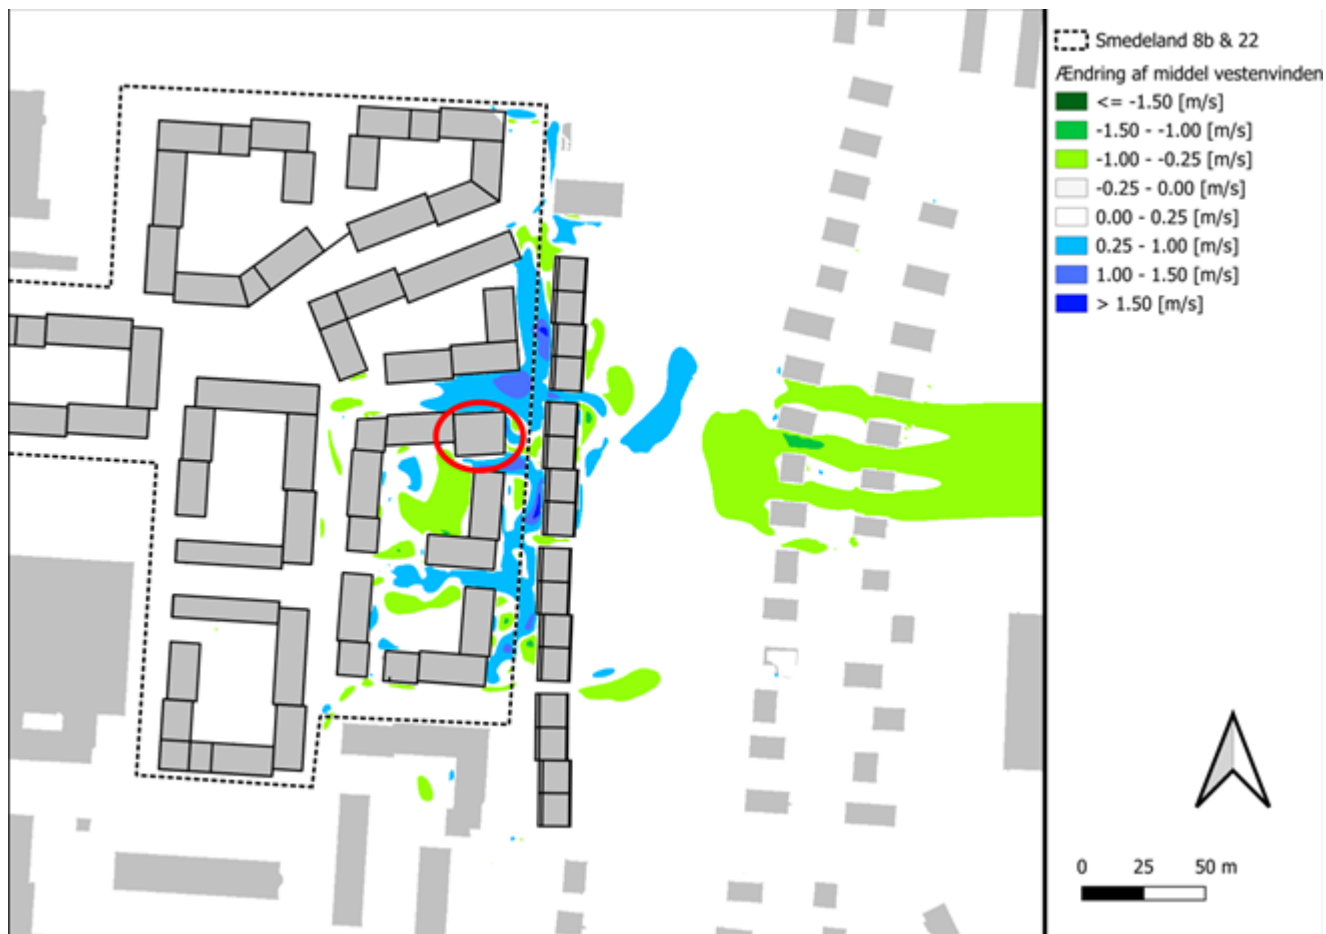 Smedeland 8b & 22
Ændring af middel vestenvinden
<= -1.50 [m/s]
-1.50 - -1.00 [m/s]
-1.00 - -0.25 [m/s]
-0.25 - 0.00 [m/s]
0.00 - 0.25 [m/s]
0.25 - 1.00 [m/s]
1.00 - 1.50 [m/s]
> 1.50 [m/s]
0 25 50 m